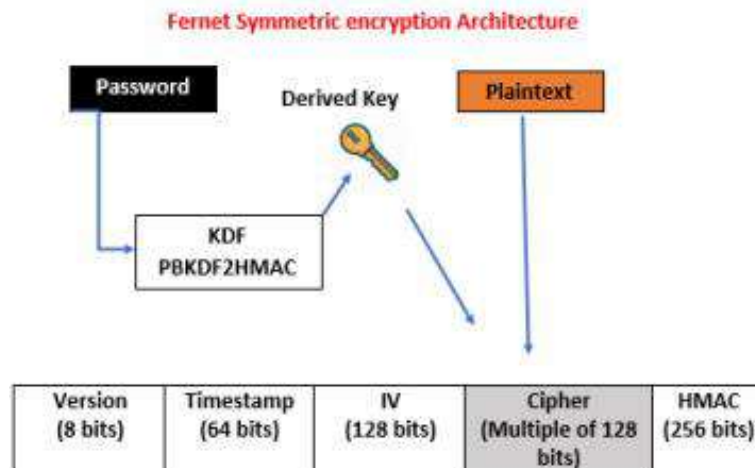 Fernet Symmetric encryption Architecture
Password
Derived Key
Plaintext
KDF
PBKDF2HMAC
Version
(8 bits)
Timestamp
(64 bits)
IV
(128 bits)
Cipher
(Multiple of 128
bits)
HMAC
(256 bits)